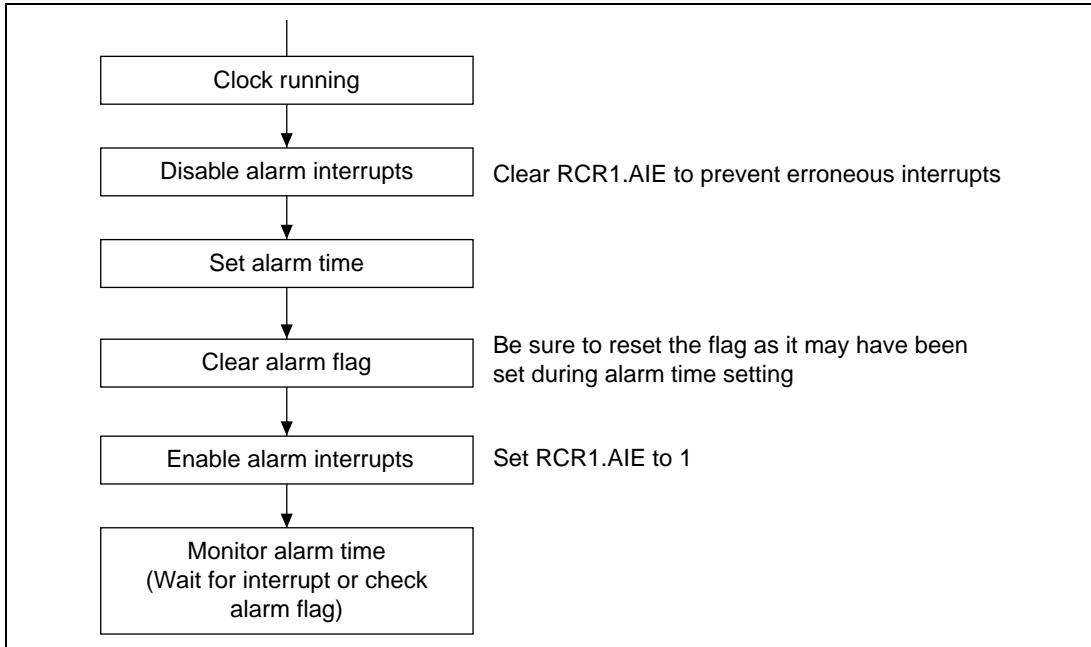 Clock running
Disable alarm interrupts
Clear RCR1.AIE to prevent erroneous interrupts
Set alarm time
Clear alarm flag
Be sure to reset the flag as it may have been
set during alarm time setting
Enable alarm interrupts
Set RCR1.AIE to 1
Monitor alarm time
(Wait for interrupt or check
alarm flag)